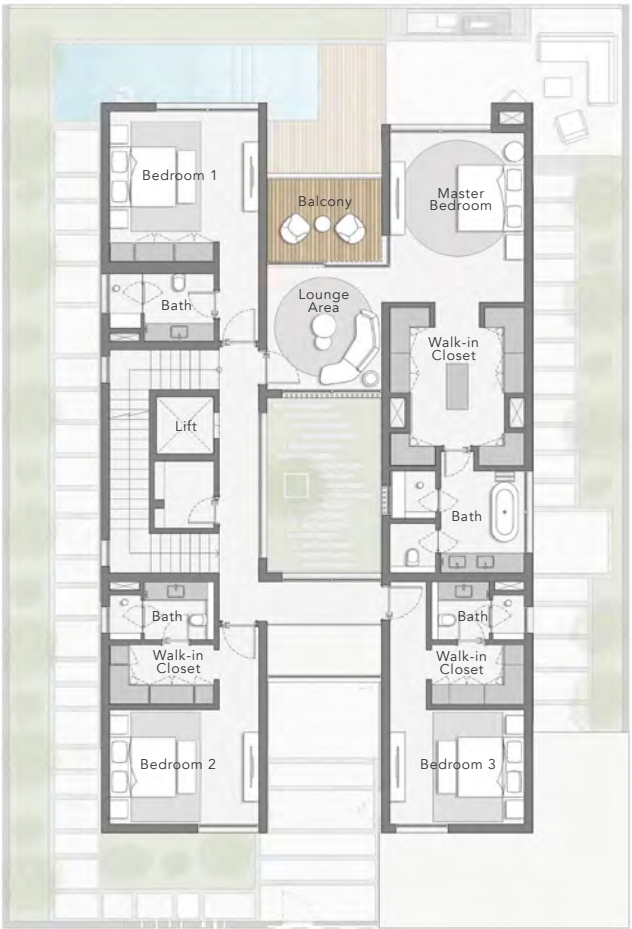 Bedroom 1
Balcony
Master
Bedroom
Bath
Lounge
Area
Walk-in
Closet
Lift
Bath
Bath
Bath
Walk-in
Closet
Walk-in
Closet
Bedroom 2
Bedroom 3